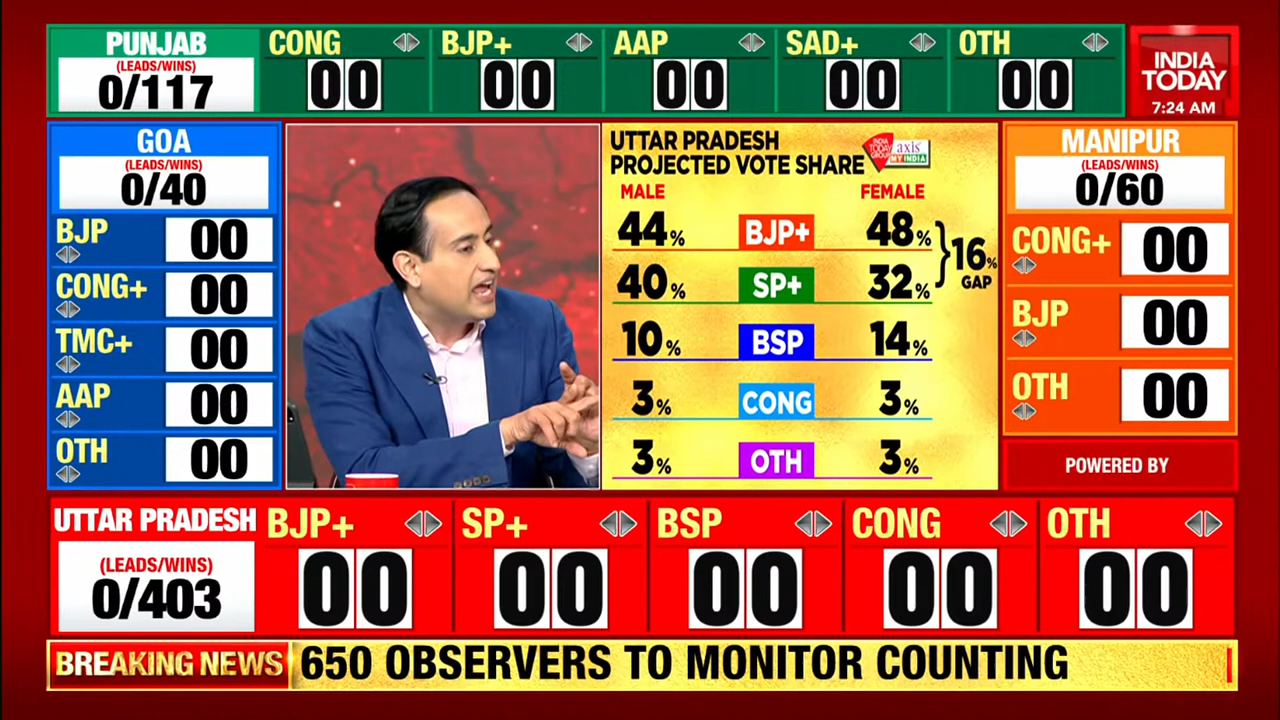 PUNJAB
(LEADS/WINS)
0/117
CONG
00
BJP+
00
AAP
00
SAD+
00
OTH
00
INDIA
TODAY
7:24 AM
GOA
(LEADS/WINS)
0/40
BJP 00
CONG+ 00
TMC+ 00
AAP 00
OTH 00
UTTAR PRADESH
PROJECTED VOTE SHARE
INDIA
TODAY
GROUP
axis
MY INDIA
MALE FEMALE
44% BJP+ 48%
40% SP+ 32%
16%
GAP
10% BSP 14%
3% CONG 3%
3% OTH 3%
MANIPUR
(LEADS/WINS)
0/60
CONG+ 00
BJP 00
OTH 00
POWERED BY
UTTAR PRADESH
(LEADS/WINS)
0/403
BJP+
00
SP+
00
BSP
00
CONG
00
OTH
00
BREAKING NEWS 650 OBSERVERS TO MONITOR COUNTING